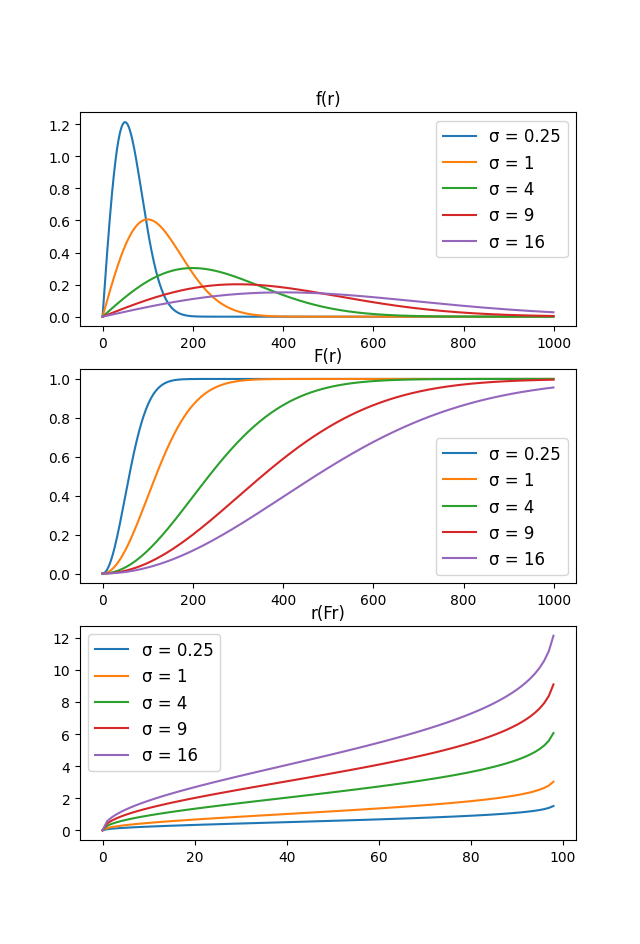 f(r)
1.2
1.0
0.8
0.6
0.4
0.2
0.0
σ = 0.25
σ = 1
σ = 4
σ = 9
σ = 16
0 200 400 600 800 1000
F(r)
1.0
0.8
0.6
0.4
0.2
0.0
σ = 0.25
σ = 1
σ = 4
σ = 9
σ = 16
0 200 400 600 800 1000
r(Fr)
12
10
8
6
4
2
0
σ = 0.25
σ = 1
σ = 4
σ = 9
σ = 16
0 20 40 60 80 100